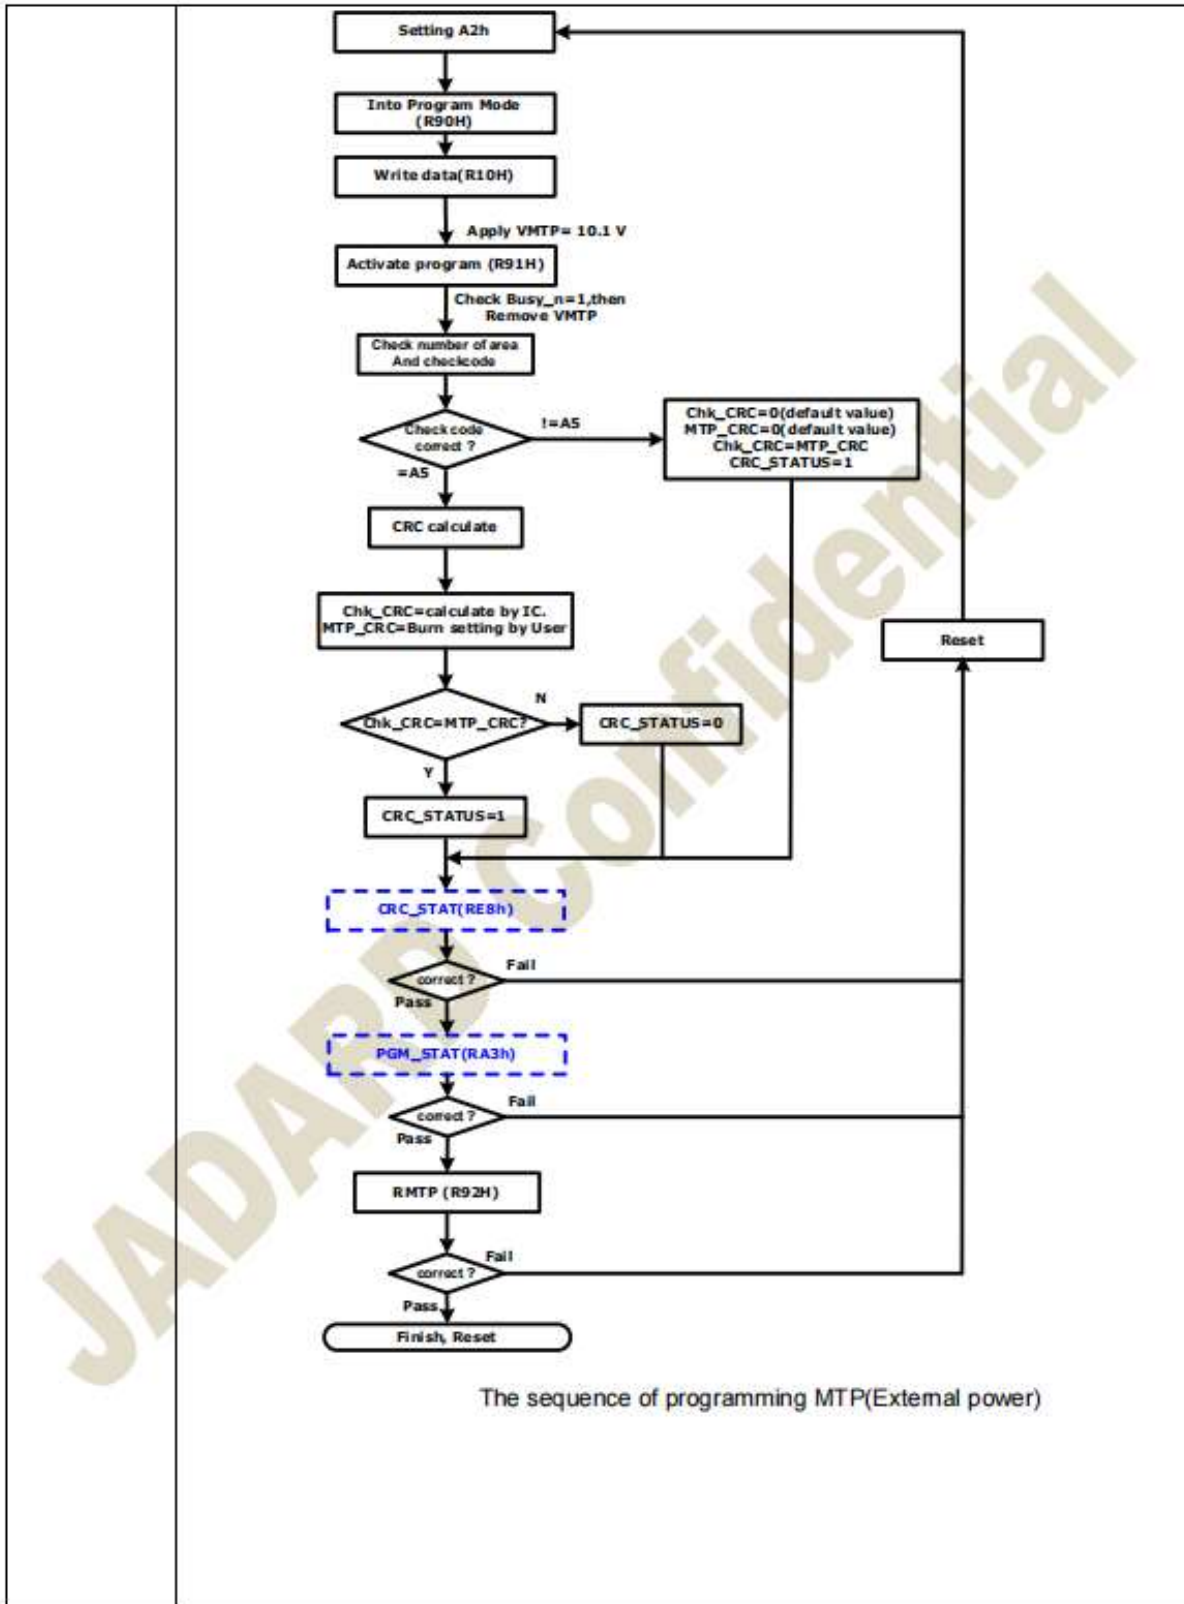 Setting A2h
Into Program Mode
(R90H)
Write data(R10H)
Apply VMTP= 10.1 V
Activate program (R91H)
Check Busy_n=1,then
Remove VMTP
Check number of area
And checkcode
Check code
correct ?
!=A5
=A5
Chk_CRC=0(default value)
MTP_CRC=0(default value)
Chk_CRC=MTP_CRC
CRC_STATUS=1
CRC calculate
Chk_CRC=calculate by IC.
MTP_CRC=Burn setting by User
Reset
Chk_CRC=MTP_CRC?
N
CRC_STATUS=0
Y
CRC_STATUS=1
CRC_STAT(RE8h)
correct ?
Fail
Pass
PGM_STAT(RA3h)
correct ?
Fail
Pass
RMTP (R92H)
correct ?
Fail
Pass
Finish, Reset
The sequence of programming MTP(External power)
JADARD Confidential